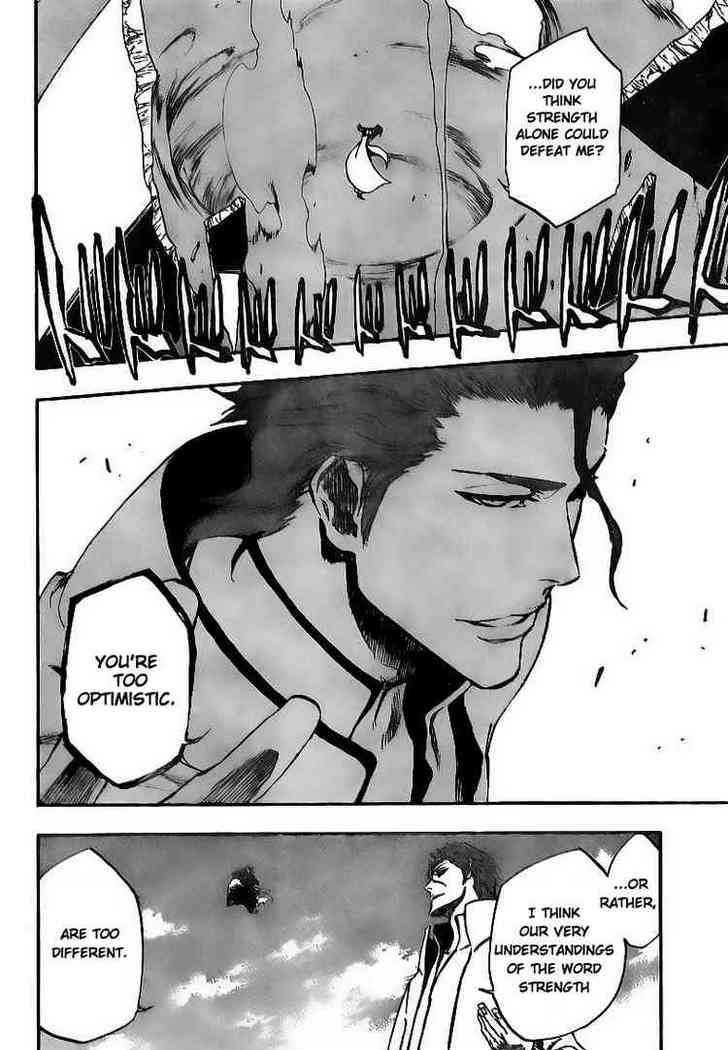 ...DID YOU
THINK
STRENGTH
ALONE COULD
DEFEAT ME?
YOU'RE
TOO
OPTIMISTIC.
...OR
RATHER,
I THINK
OUR VERY
UNDERSTANDINGS
OF THE WORD
STRENGTH
ARE TOO
DIFFERENT.